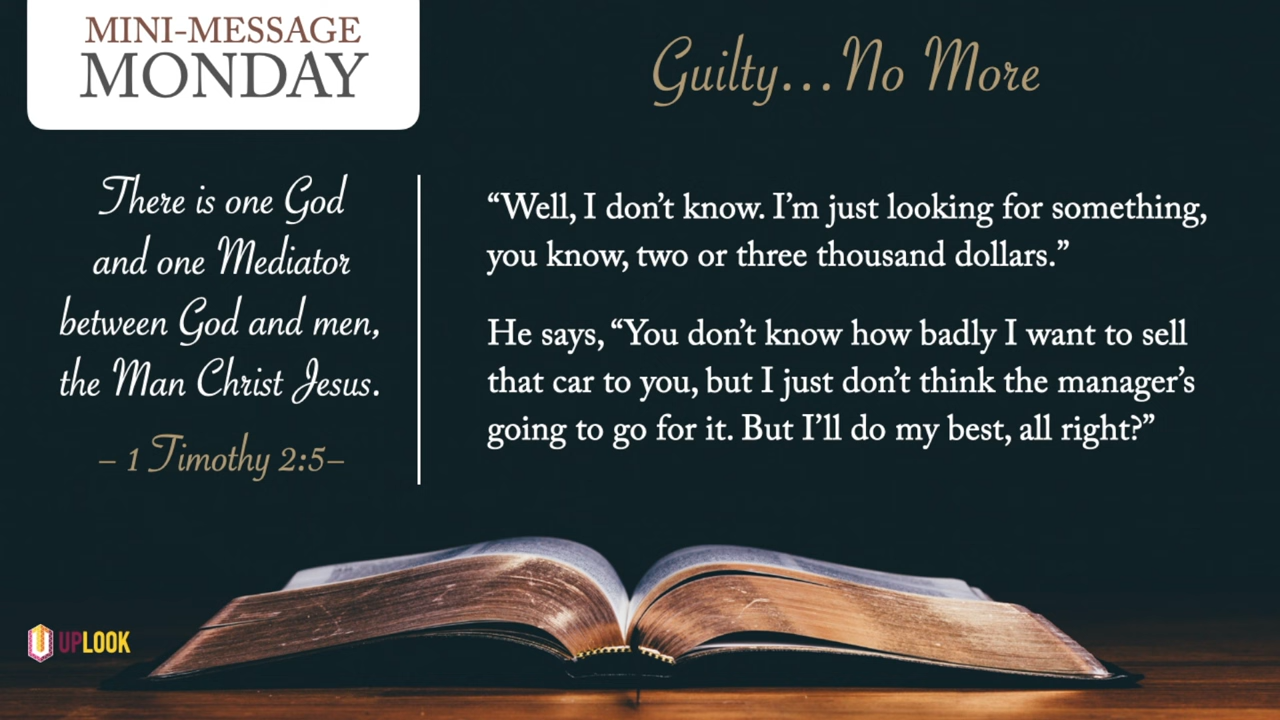 MINI-MESSAGE
MONDAY
Guilty...No More
There is one God
and one Mediator
between God and men,
the Man Christ Jesus.
– 1 Timothy 2:5–
“Well, I don’t know. I’m just looking for something,
you know, two or three thousand dollars.”
He says, “You don’t know how badly I want to sell
that car to you, but I just don’t think the manager’s
going to go for it. But I’ll do my best, all right?”
UPLOOK